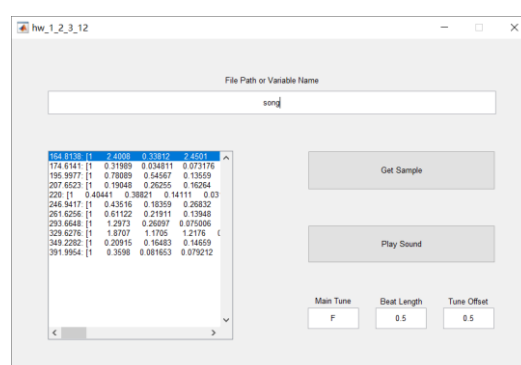 hw_1_2_3_12
File Path or Variable Name
song
164.8138: [1 2.4008 0.33812 2.4501
174.6141: [1 0.31989 0.034811 0.073176
195.9977: [1 0.78089 0.54567 0.13559
207.6523: [1 0.19048 0.26255 0.16264
220: [1 0.40441 0.38821 0.14111 0.03
246.9417: [1 0.43516 0.18359 0.26832
261.6256: [1 0.61122 0.21911 0.13948
293.6648: [1 1.2973 0.26097 0.075006
329.6276: [1 1.8707 1.1705 1.2176
349.2282: [1 0.20915 0.16483 0.14659
391.9954: [1 0.3598 0.081653 0.079212
Get Sample
Play Sound
Main Tune Beat Length Tune Offset
F 0.5 0.5